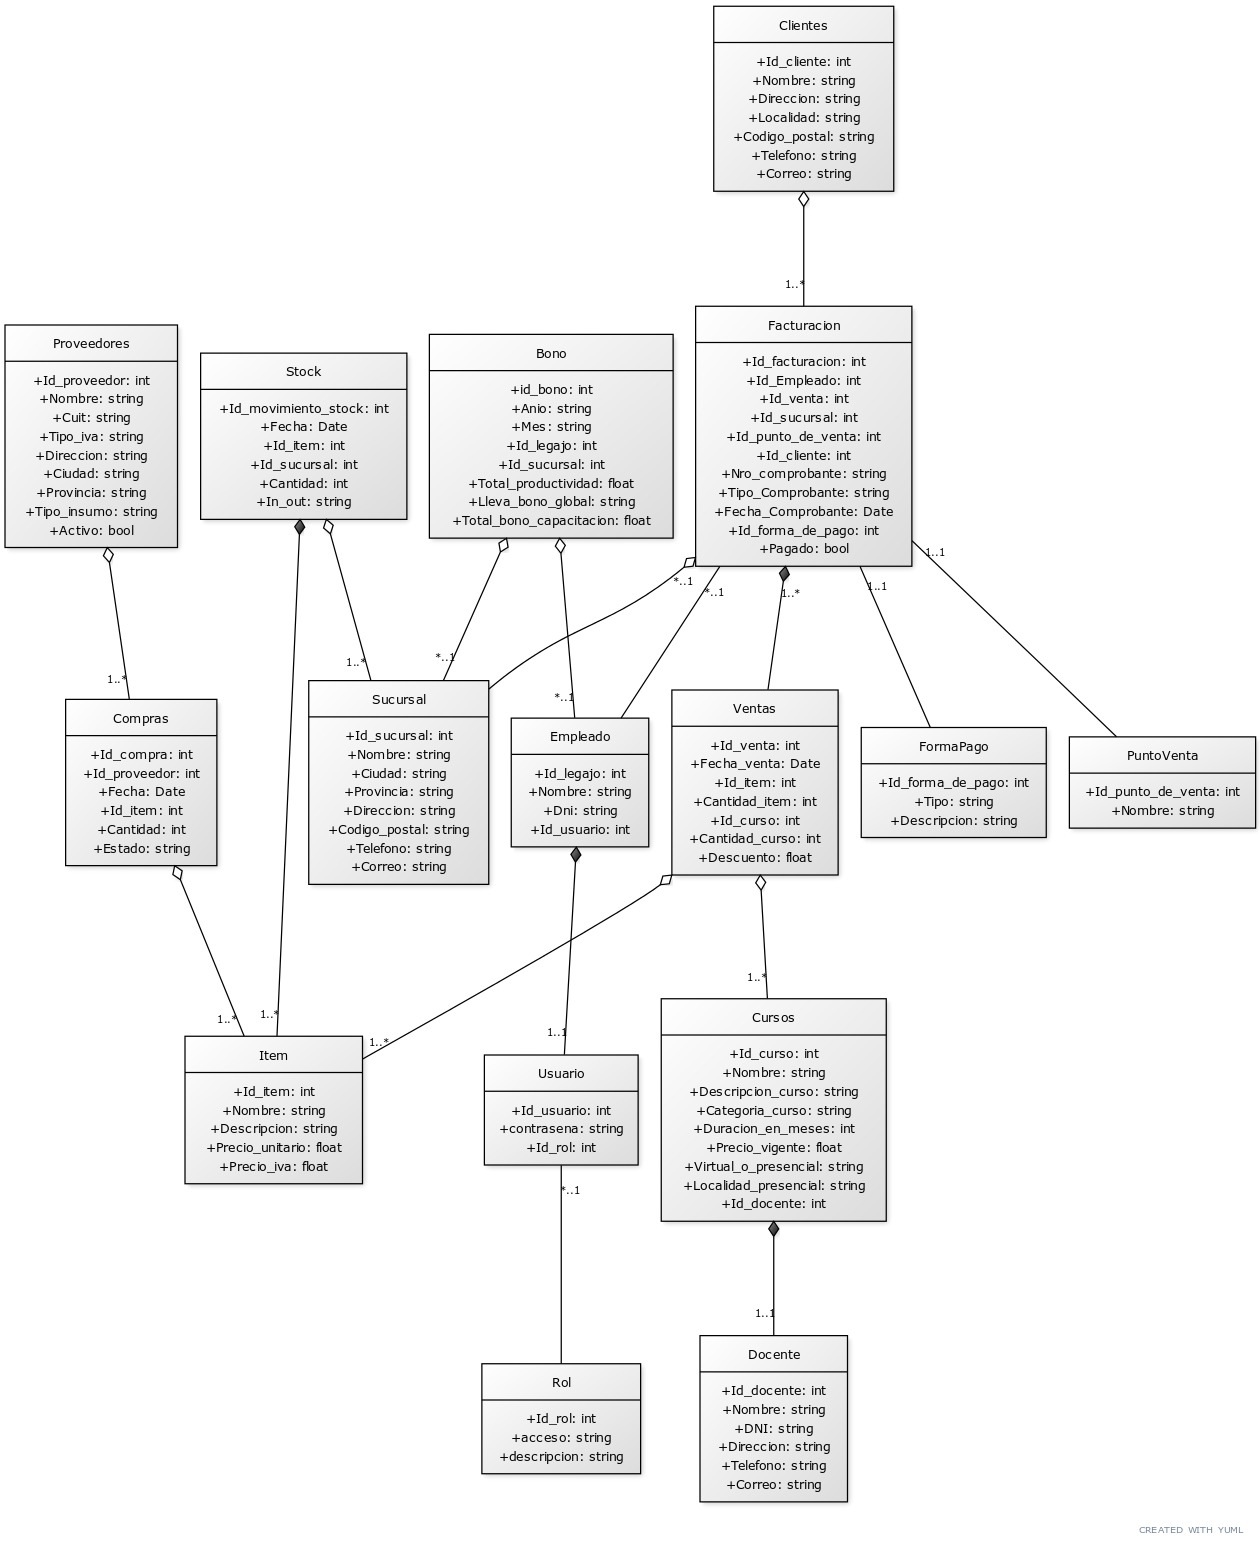 Clientes
+Id_cliente: int
+Nombre: string
+Direccion: string
+Localidad: string
+Codigo_postal: string
+Telefono: string
+Correo: string
1..*
Facturacion
+Id_facturacion: int
+Id_Empleado: int
+Id_venta: int
+Id_sucursal: int
+Id_punto_de_venta: int
+Id_cliente: int
+Nro_comprobante: string
+Tipo_Comprobante: string
+Fecha_Comprobante: Date
+Id_forma_de_pago: int
+Pagado: bool
Proveedores
+Id_proveedor: int
+Nombre: string
+Cuit: string
+Tipo_iva: string
+Direccion: string
+Ciudad: string
+Provincia: string
+Tipo_insumo: string
+Activo: bool
Stock
+Id_movimiento_stock: int
+Fecha: Date
+Id_item: int
+Id_sucursal: int
+Cantidad: int
+In_out: string
Bono
+id_bono: int
+Anio: string
+Mes: string
+Id_legajo: int
+Id_sucursal: int
+Total_productividad: float
+Lleva_bono_global: string
+Total_bono_capacitacion: float
1..1
*..1
*..1
1..*
1..1
1..*
1..*
*..1
*..1
Compras
+Id_compra: int
+Id_proveedor: int
+Fecha: Date
+Id_item: int
+Cantidad: int
+Estado: string
Sucursal
+Id_sucursal: int
+Nombre: string
+Ciudad: string
+Provincia: string
+Direccion: string
+Codigo_postal: string
+Telefono: string
+Correo: string
Empleado
+Id_legajo: int
+Nombre: string
+Dni: string
+Id_usuario: int
Ventas
+Id_venta: int
+Fecha_venta: Date
+Id_item: int
+Cantidad_item: int
+Id_curso: int
+Cantidad_curso: int
+Descuento: float
FormaPago
+Id_forma_de_pago: int
+Tipo: string
+Descripcion: string
PuntoVenta
+Id_punto_de_venta: int
+Nombre: string
1..*
1..*
1..*
1..1
1..*
Item
+Id_item: int
+Nombre: string
+Descripcion: string
+Precio_unitario: float
+Precio_iva: float
Usuario
+Id_usuario: int
+contrasena: string
+Id_rol: int
Cursos
+Id_curso: int
+Nombre: string
+Descripcion_curso: string
+Categoria_curso: string
+Duracion_en_meses: int
+Precio_vigente: float
+Virtual_o_presencial: string
+Localidad_presencial: string
+Id_docente: int
*..1
1..1
Rol
+Id_rol: int
+acceso: string
+descripcion: string
Docente
+Id_docente: int
+Nombre: string
+DNI: string
+Direccion: string
+Telefono: string
+Correo: string
CREATED WITH YUML